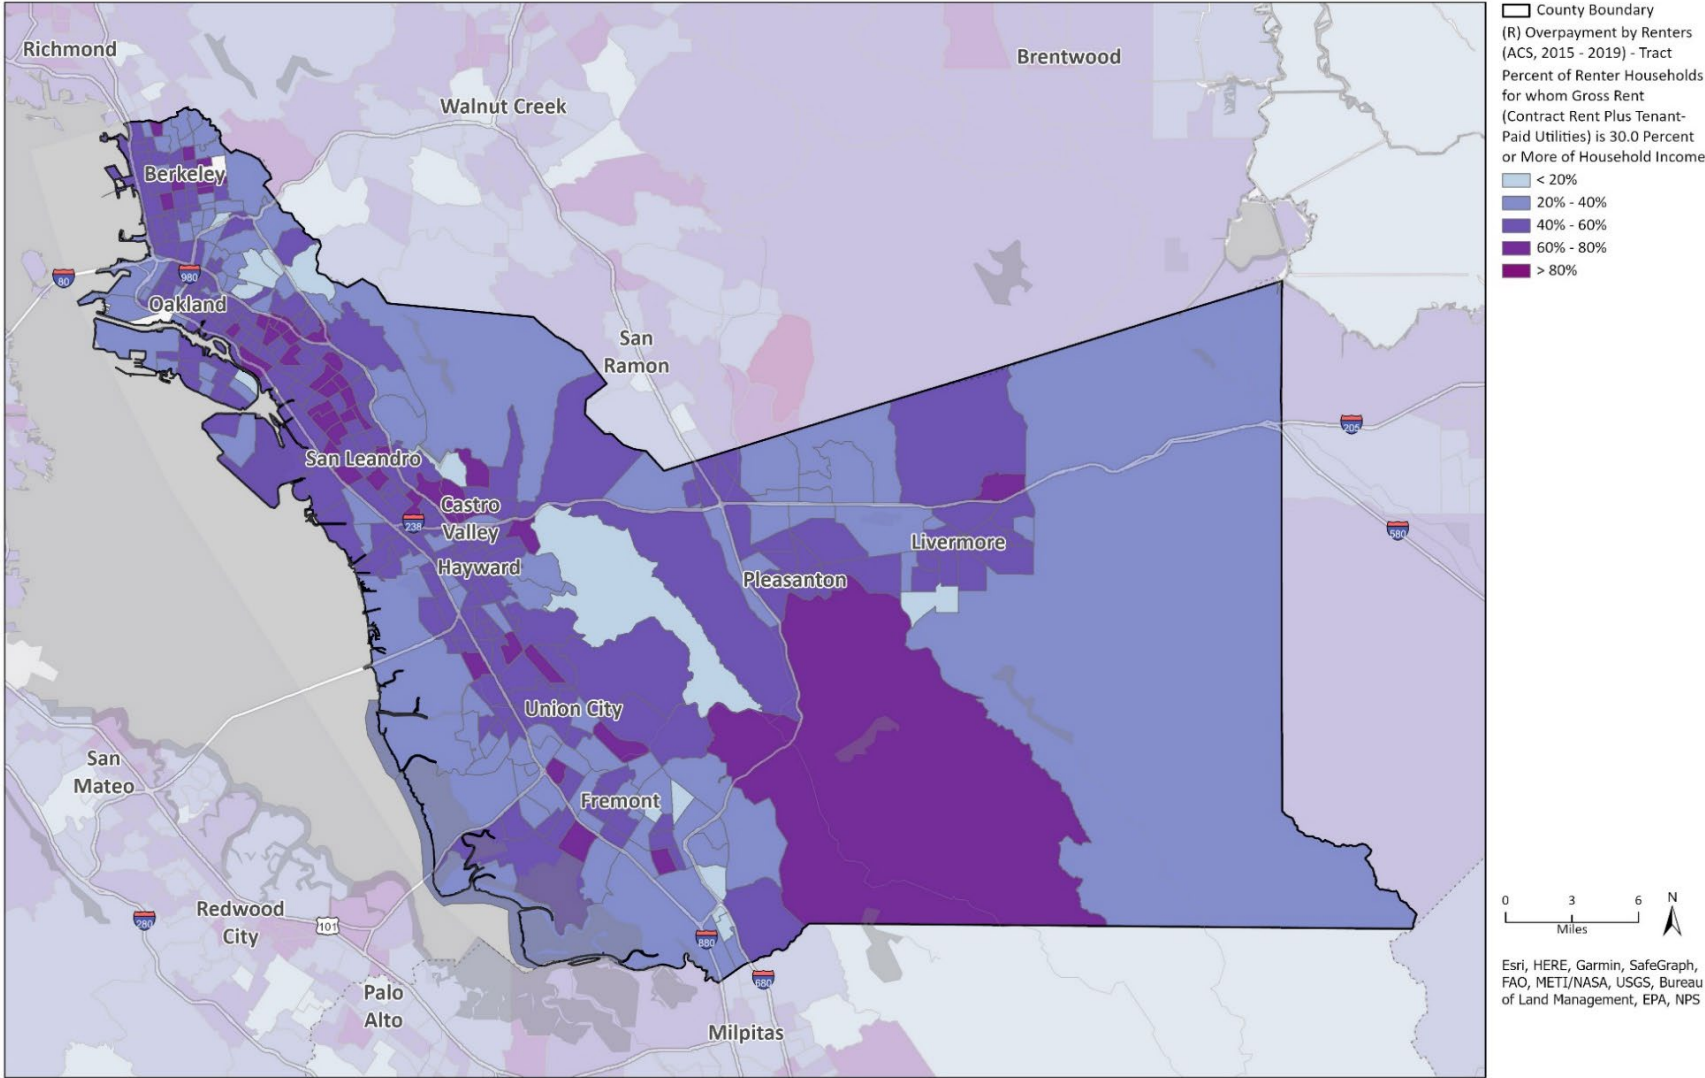 Richmond
Walnut Creek
Brentwood
Berkeley
80
980
Oakland
San
Ramon
205
San Leandro
Castro
Valley
238
580
Livermore
Hayward
Pleasanton
Union City
San
Mateo
Fremont
Redwood
City
280
101
880
680
Palo
Alto
Milpitas
County Boundary
(R) Overpayment by Renters
(ACS, 2015 - 2019) - Tract
Percent of Renter Households
for whom Gross Rent
(Contract Rent Plus Tenant-
Paid Utilities) is 30.0 Percent
or More of Household Income
< 20%
20% - 40%
40% - 60%
60% - 80%
> 80%
0 3 6
Miles
N
Esri, HERE, Garmin, SafeGraph,
FAO, METI/NASA, USGS, Bureau
of Land Management, EPA, NPS